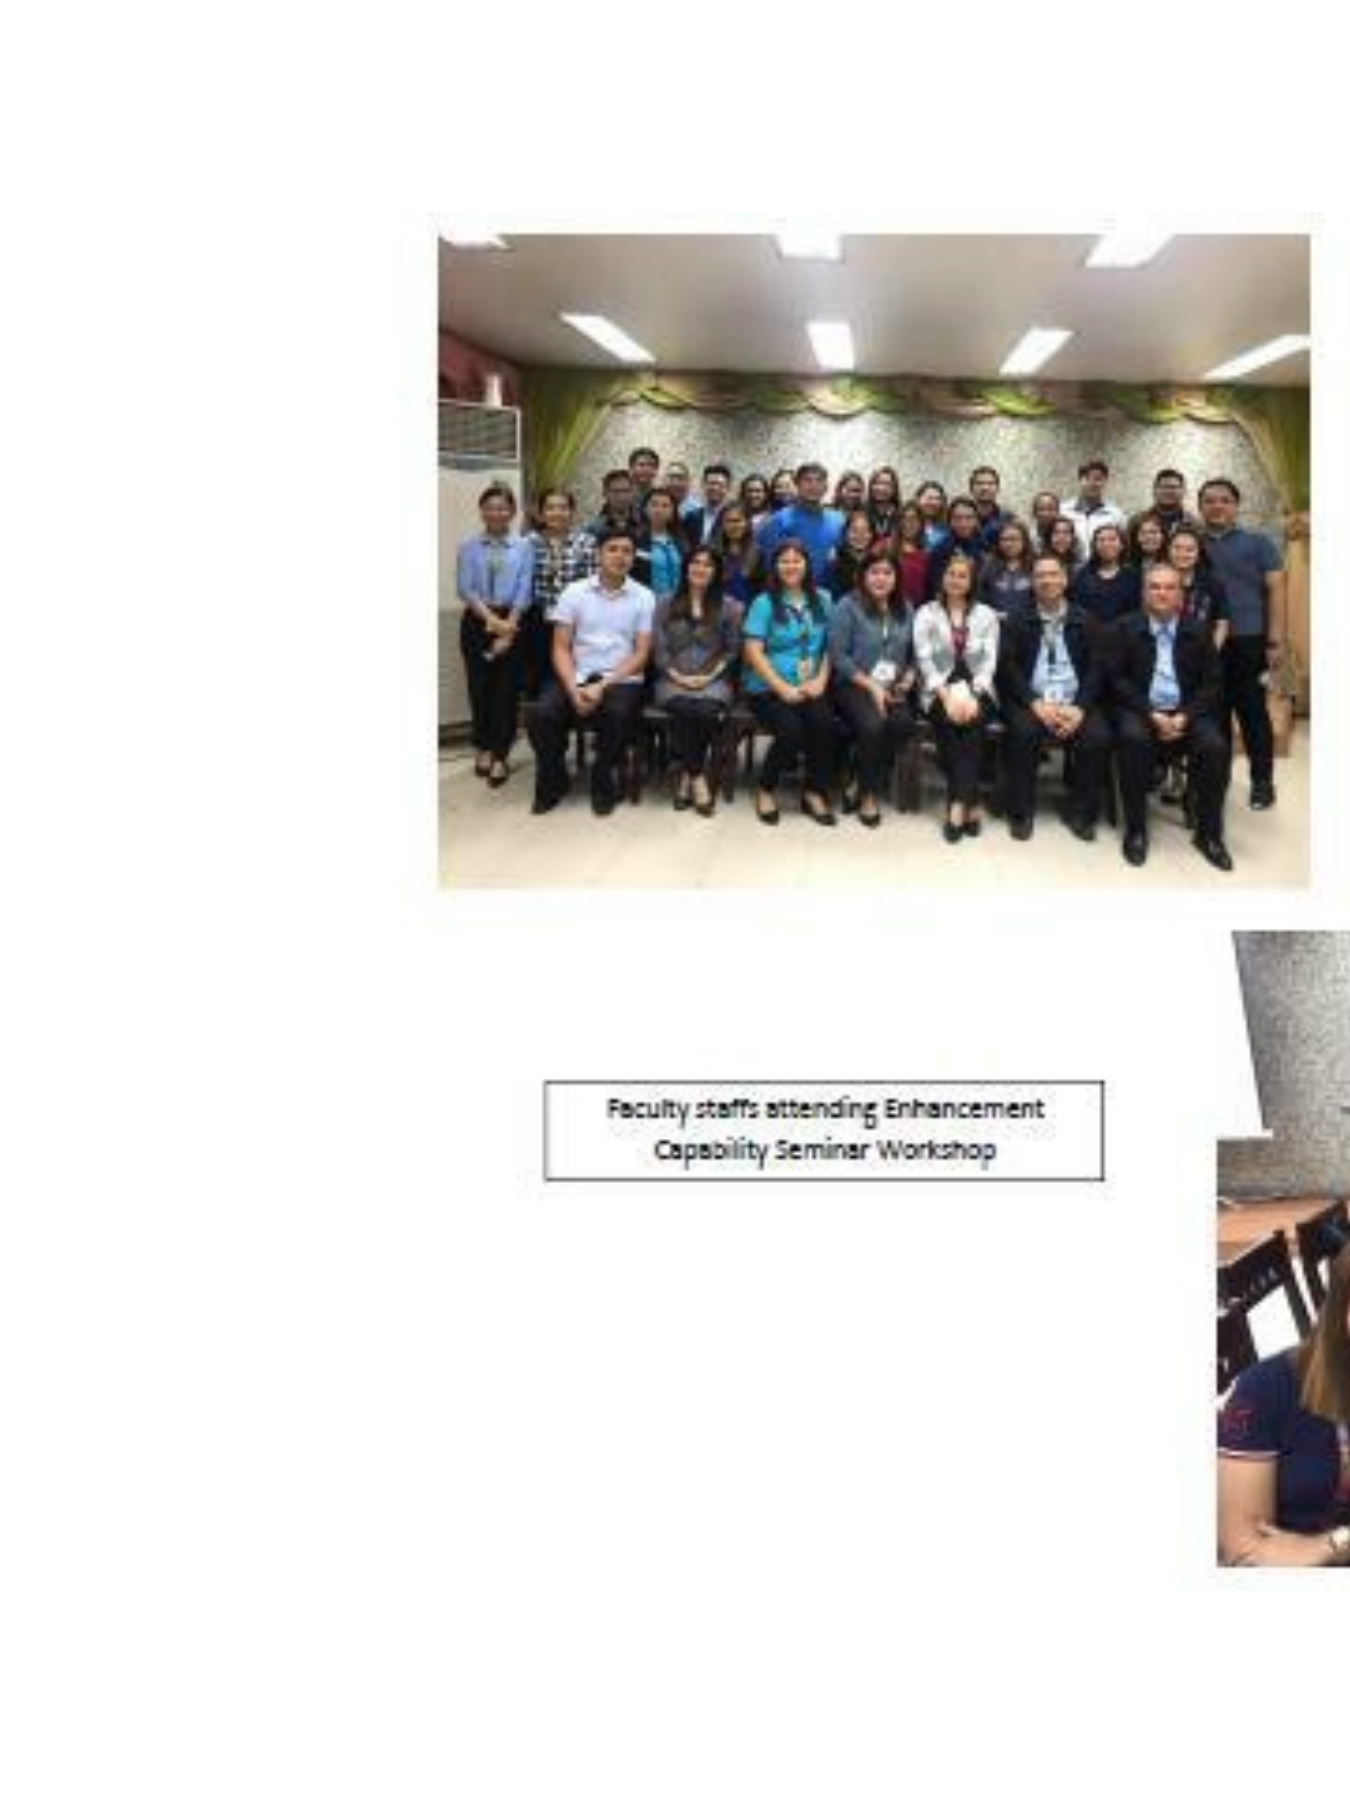 Faculty staffs attending Enhancement
Capability Seminar Workshop